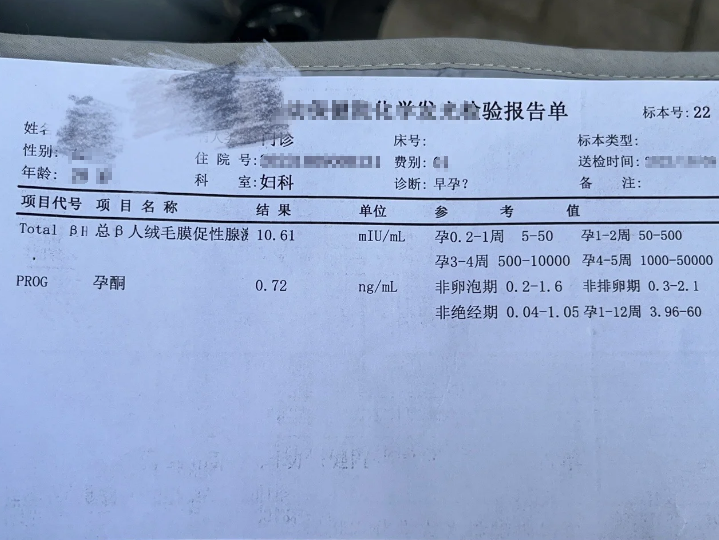 验报告单 标本号: 22
姓名 门诊 床号: 标本类型:
性别: 住 院 号: 费别: 送检时间:
年龄: 科 室: 妇科 诊断: 早孕? 备 注:
项目代号 项 目 名 称 结 果 单位 参 考 值
Total β 总β人绒毛膜促性腺 10.61 mIU/mL 孕0.2-1周 5-50 孕1-2周 50-500
孕3-4周 500-10000 孕4-5周 1000-50000
PROG 孕酮 0.72 ng/mL 非卵泡期 0.2-1.6 非排卵期 0.3-2.1
非绝经期 0.04-1.05 孕1-12周 3.96-60